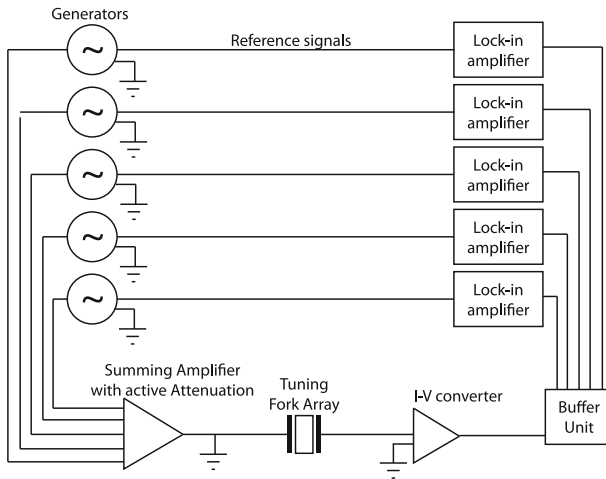 Generators
Reference signals
Lock-in
amplifier
Lock-in
amplifier
Lock-in
amplifier
Lock-in
amplifier
Lock-in
amplifier
~
~
~
~
~
Summing Amplifier
with active Attenuation
Tuning
Fork Array
I-V converter
Buffer
Unit